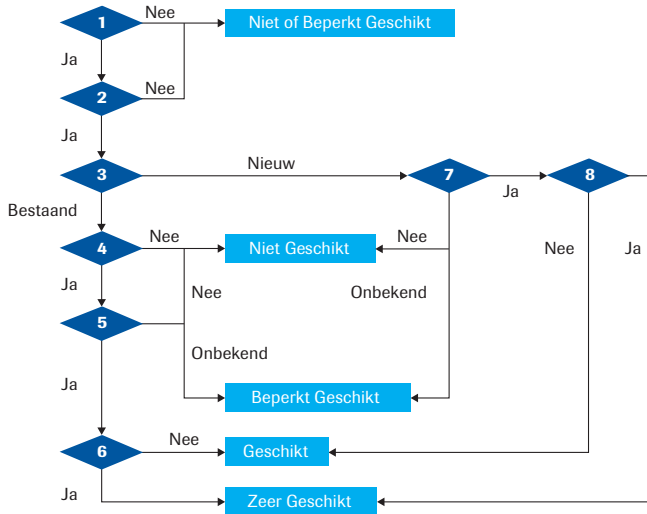 1
Nee
Niet of Beperkt Geschikt
Ja
2
Nee
Ja
3
Nieuw
7
8
Ja
Bestaand
4
Nee
Niet Geschikt
Nee
Nee
Ja
Ja
Nee
Onbekend
5
Onbekend
Ja
Beperkt Geschikt
6
Nee
Geschikt
Ja
Zeer Geschikt